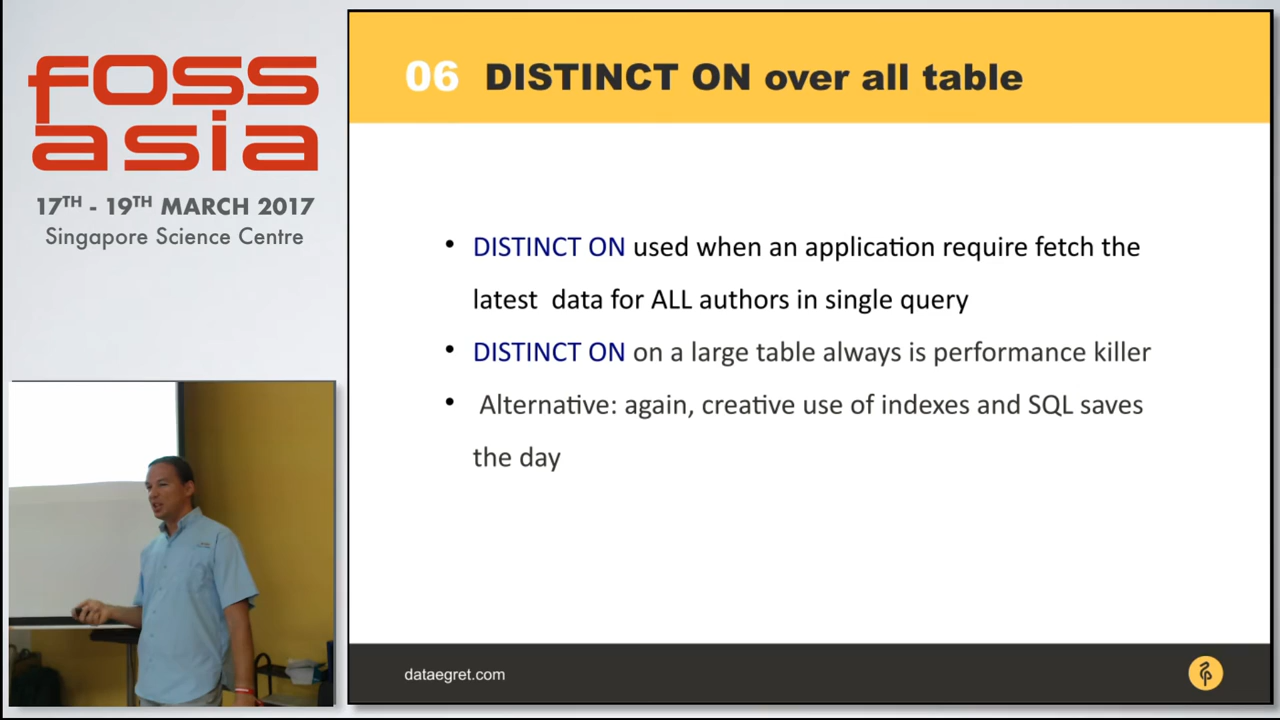 foss
asia
17TH - 19TH MARCH 2017
Singapore Science Centre
06 DISTINCT ON over all table
• DISTINCT ON used when an application require fetch the
latest data for ALL authors in single query
• DISTINCT ON on a large table always is performance killer
• Alternative: again, creative use of indexes and SQL saves
the day
dataegret.com